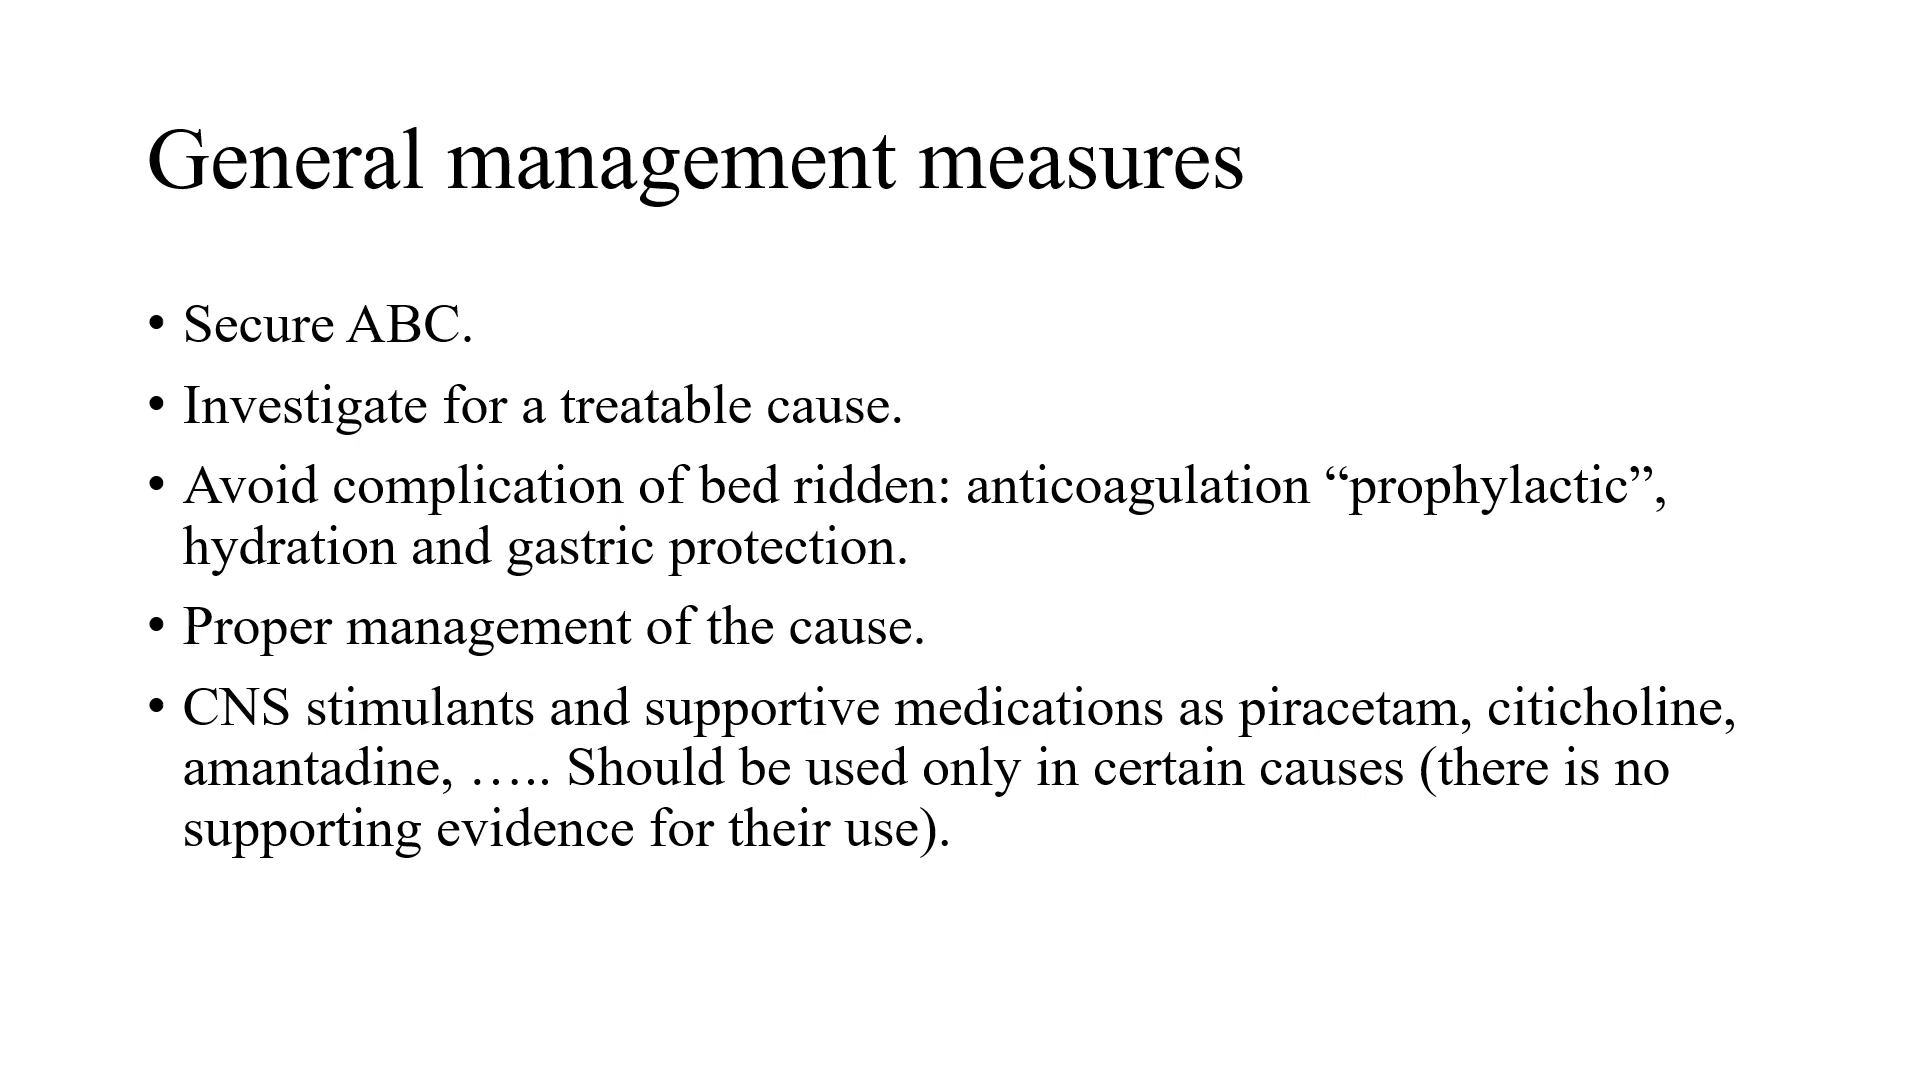 General management measures
• Secure ABC.
• Investigate for a treatable cause.
• Avoid complication of bed ridden: anticoagulation “prophylactic”,
hydration and gastric protection.
• Proper management of the cause.
• CNS stimulants and supportive medications as piracetam, citicholine,
amantadine, ….. Should be used only in certain causes (there is no
supporting evidence for their use).